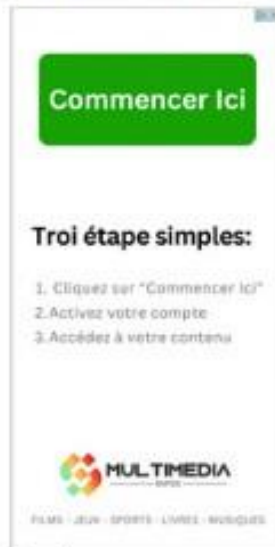 Commencer Ici
Troi étape simples:
1. Cliquez sur "Commencer Ici"
2.Activez votre compte
3.Accédez à votre contenu
MULTIMEDIA
FILMS - JEUX - SPORTS - LIVRES - MUSIQUES